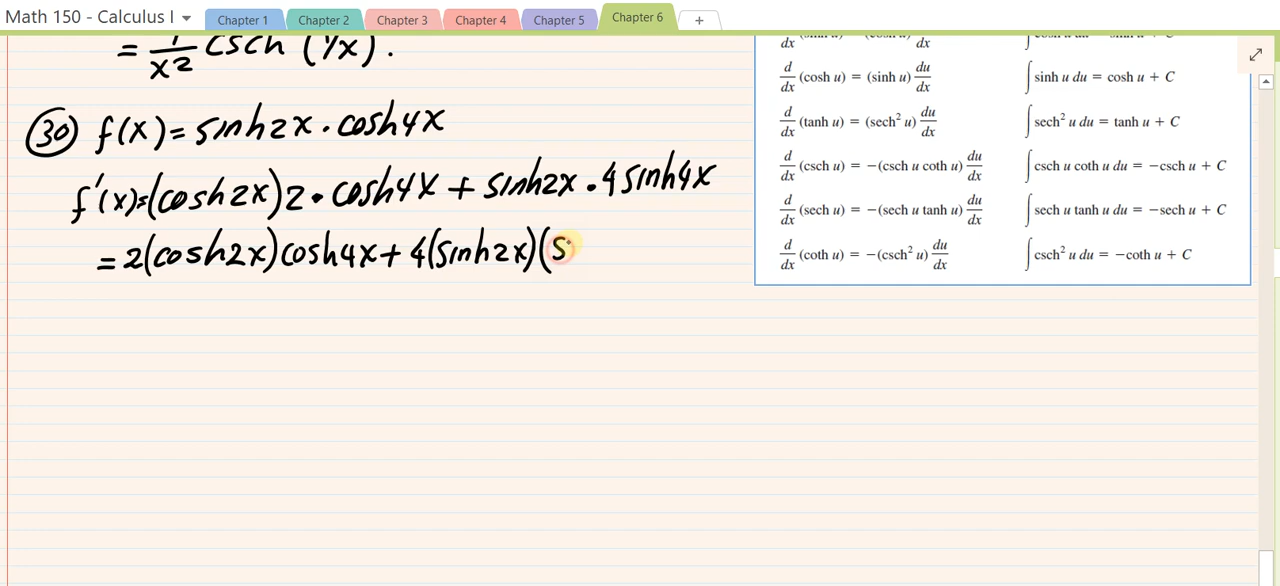 Math 150 - Calculus I
Chapter 1 Chapter 2 Chapter 3 Chapter 4 Chapter 5 Chapter 6 +
= 1/x² csch (1/x).
(30) f(x) = sinh2x · cosh4x
f'(x) = (cosh2x)2 · cosh4x + sinh2x · 4 sinh4x
= 2(cosh2x)cosh4x + 4(sinh2x)(s
d/dx (cosh u) = (sinh u) du/dx ∫ sinh u du = cosh u + C
d/dx (tanh u) = (sech² u) du/dx ∫ sech² u du = tanh u + C
d/dx (csch u) = −(csch u coth u) du/dx ∫ csch u coth u du = −csch u + C
d/dx (sech u) = −(sech u tanh u) du/dx ∫ sech u tanh u du = −sech u + C
d/dx (coth u) = −(csch² u) du/dx ∫ csch² u du = −coth u + C